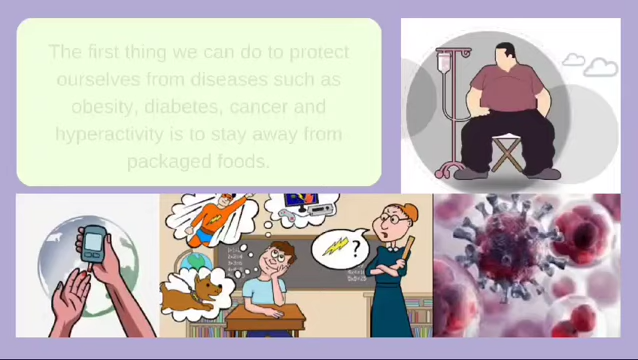 The first thing we can do to protect
ourselves from diseases such as
obesity, diabetes, cancer and
hyperactivity is to stay away from
packaged foods.
?